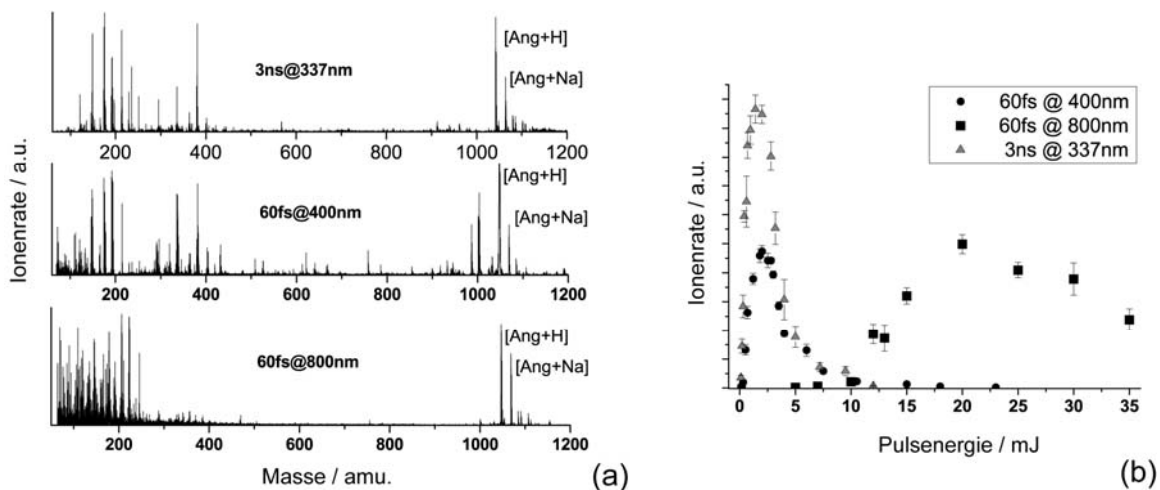 Ionenrate / a.u.
[Ang+H]
3ns@337nm
[Ang+Na]
200 400 600 800 1000 1200
[Ang+H]
60fs@400nm
[Ang+Na]
200 400 600 800 1000 1200
[Ang+H]
60fs@800nm
[Ang+Na]
200 400 600 800 1000 1200
Masse / amu.
(a)
Ionenrate / a.u.
60fs @ 400nm
60fs @ 800nm
3ns @ 337nm
0 5 10 15 20 25 30 35
Pulsenergie / mJ
(b)